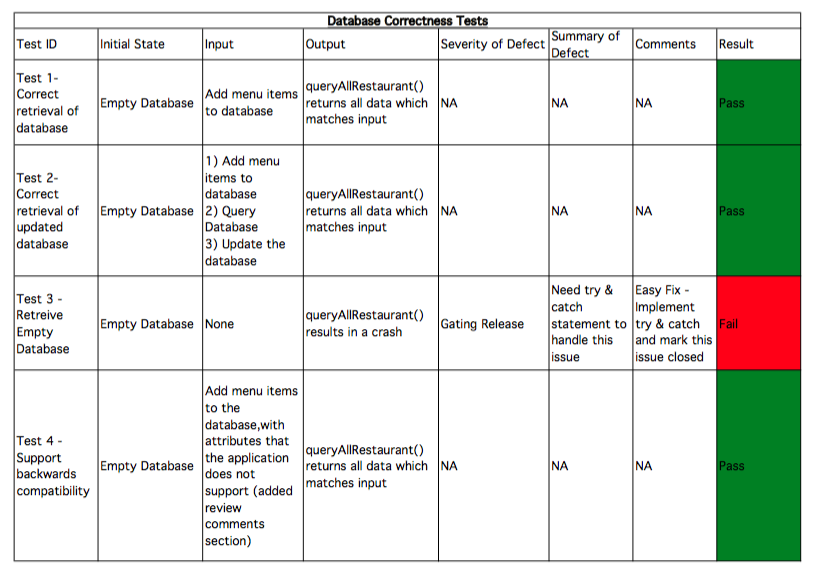 Database Correctness Tests
Test ID
Initial State
Input
Output
Severity of Defect
Summary of
Defect
Comments
Result
Test 1-
Correct
retrieval of
database
Empty Database
Add menu items
to database
queryAllRestaurant()
returns all data which
matches input
NA
NA
NA
Pass
Test 2-
Correct
retrieval of
updated
database
Empty Database
1) Add menu
items to
database
2) Query
Database
3) Update the
database
queryAllRestaurant()
returns all data which
matches input
NA
NA
NA
Pass
Test 3 -
Retreive
Empty
Database
Empty Database
None
queryAllRestaurant()
results in a crash
Gating Release
Need try &
catch
statement to
handle this
issue
Easy Fix -
Implement
try & catch
and mark this
issue closed
Fail
Test 4 -
Support
backwards
compatibility
Empty Database
Add menu items
to the
database,with
attributes that
the application
does not
support (added
review
comments
section)
queryAllRestaurant()
returns all data which
matches input
NA
NA
NA
Pass